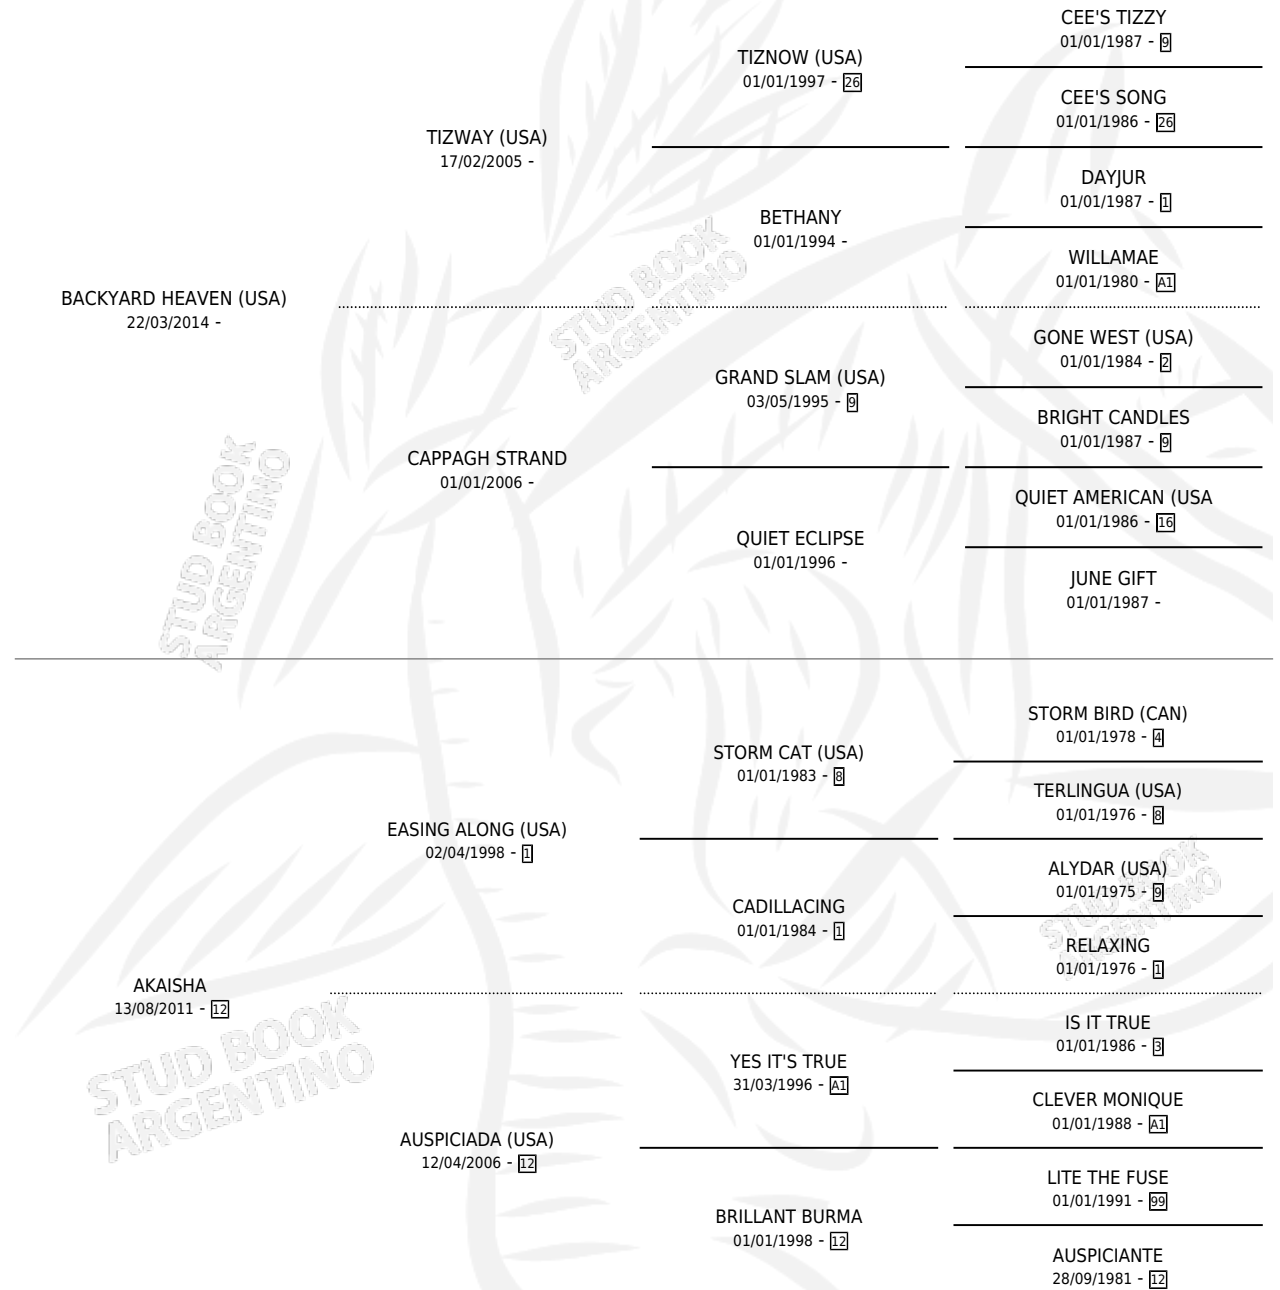 CEE'S TIZZY
01/01/1987 - 9
TIZNOW (USA)
01/01/1997 - 26
CEE'S SONG
01/01/1986 - 26
TIZWAY (USA)
17/02/2005 -
DAYJUR
01/01/1987 - 1
BETHANY
01/01/1994 -
WILLAMAE
01/01/1980 - A1
BACKYARD HEAVEN (USA)
22/03/2014 -
GONE WEST (USA)
01/01/1984 - 2
GRAND SLAM (USA)
03/05/1995 - 9
BRIGHT CANDLES
01/01/1987 - 9
CAPPAGH STRAND
01/01/2006 -
QUIET AMERICAN (USA
01/01/1986 - 16
QUIET ECLIPSE
01/01/1996 -
JUNE GIFT
01/01/1987 -
STUD BOOK
ARGENTINO
STUD BOOK
ARGENTINO
STORM BIRD (CAN)
01/01/1978 - 4
STORM CAT (USA)
01/01/1983 - 8
TERLINGUA (USA)
01/01/1976 - 8
EASING ALONG (USA)
02/04/1998 - 1
ALYDAR (USA)
01/01/1975 - 9
CADILLACING
01/01/1984 - 1
RELAXING
01/01/1976 - 1
STUD BOOK
ARGENTINO
AKAISHA
13/08/2011 - 12
IS IT TRUE
01/01/1986 - 3
YES IT'S TRUE
31/03/1996 - A1
CLEVER MONIQUE
01/01/1988 - A1
AUSPICIADA (USA)
12/04/2006 - 12
LITE THE FUSE
01/01/1991 - 99
BRILLANT BURMA
01/01/1998 - 12
AUSPICIANTE
28/09/1981 - 12
STUD BOOK
ARGENTINO